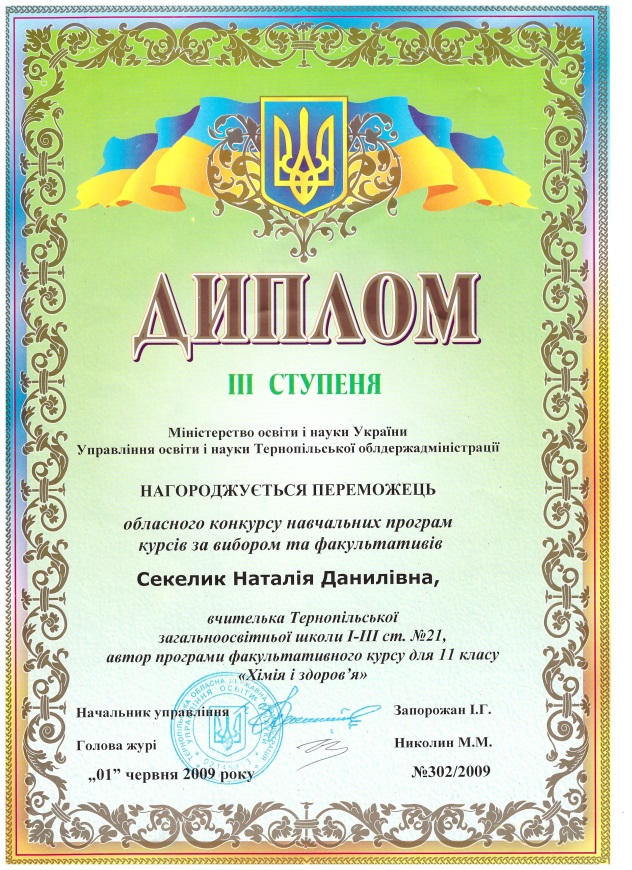 ДИПЛОМ
III СТУПЕНЯ
Міністерство освіти і науки України
Управління освіти і науки Тернопільської облдержадміністрації
НАГОРОДЖУЄТЬСЯ ПЕРЕМОЖЕЦЬ
обласного конкурсу навчальних програм
курсів за вибором та факультативів
Секелик Наталія Данилівна,
вчителька Тернопільської
загальноосвітньої школи І-ІІІ ст. №21,
автор програми факультативного курсу для 11 класу
«Хімія і здоров’я»
Начальник управління Запорожан І.Г.
Голова журі Николин М.М.
„01” червня 2009 року №302/2009